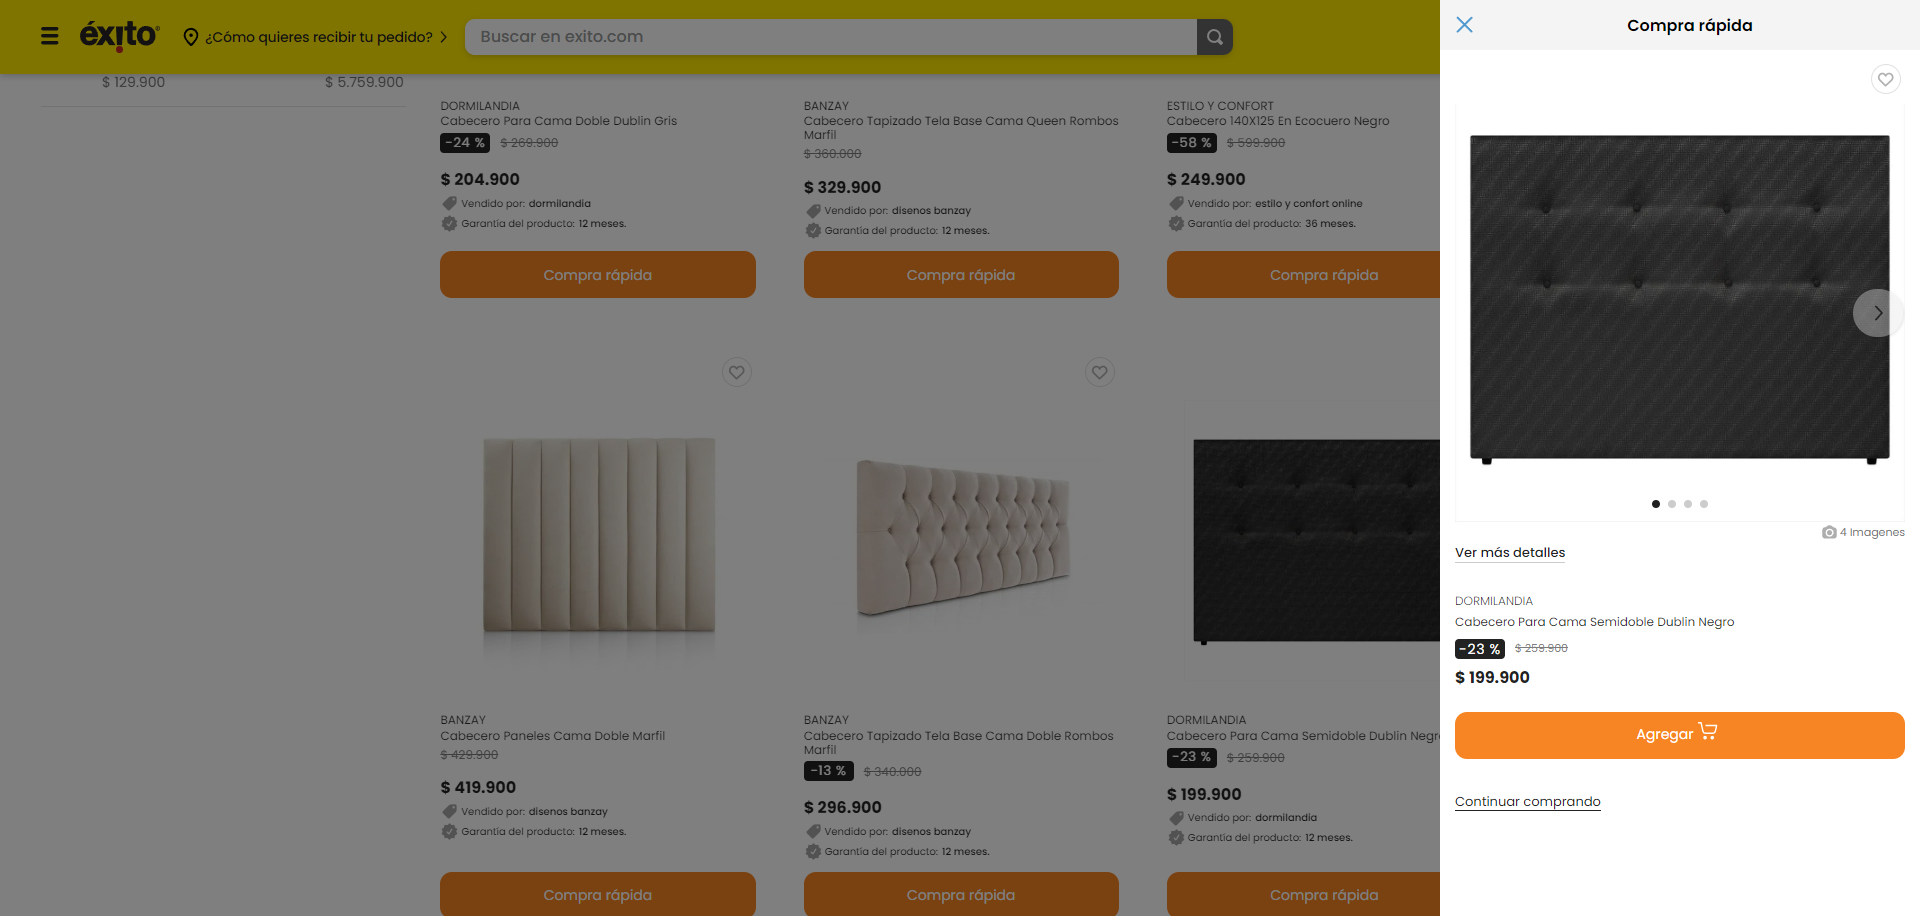 éxito
¿Cómo quieres recibir tu pedido?
Buscar en exito.com
$ 129.900
$ 5.759.900
DORMILANDIA
Cabecero Para Cama Doble Dublin Gris
-24 % $ 269.900
$ 204.900
Vendido por: dormilandia
Garantía del producto: 12 meses.
Compra rápida
BANZAY
Cabecero Tapizado Tela Base Cama Queen Rombos
Marfil
$ 360.000
$ 329.900
Vendido por: disenos banzay
Garantía del producto: 12 meses.
Compra rápida
ESTILO Y CONFORT
Cabecero 140X125 En Ecocuero Negro
-58 % $ 599.900
$ 249.900
Vendido por: estilo y confort online
Garantía del producto: 36 meses.
Compra rápida
BANZAY
Cabecero Paneles Cama Doble Marfil
$ 429.900
$ 419.900
Vendido por: disenos banzay
Garantía del producto: 12 meses.
Compra rápida
BANZAY
Cabecero Tapizado Tela Base Cama Doble Rombos
Marfil
-13 % $ 340.000
$ 296.900
Vendido por: disenos banzay
Garantía del producto: 12 meses.
Compra rápida
DORMILANDIA
Cabecero Para Cama Semidoble Dublin Negr
-23 % $ 259.900
$ 199.900
Vendido por: dormilandia
Garantía del producto: 12 meses.
Compra rápida
Compra rápida
4 Imagenes
Ver más detalles
DORMILANDIA
Cabecero Para Cama Semidoble Dublin Negro
-23 % $ 259.900
$ 199.900
Agregar
Continuar comprando